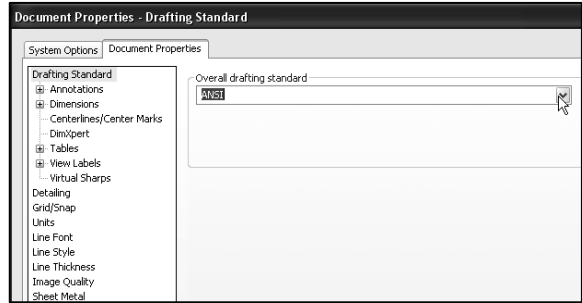 Document Properties - Drafting Standard
System Options
Document Properties
Drafting Standard
Annotations
Dimensions
Centerlines/Center Marks
DimXpert
Tables
View Labels
Virtual Sharps
Detailing
Grid/Snap
Units
Line Font
Line Style
Line Thickness
Image Quality
Sheet Metal
Overall drafting standard
ANSI